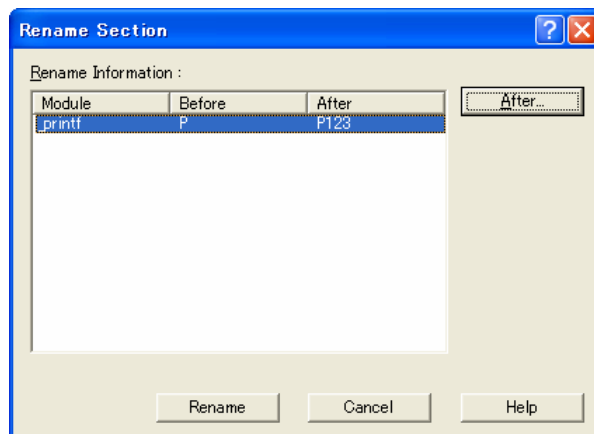 Rename Section
Rename Information :
Module Before After
_printf P P123
After...
Rename Cancel Help